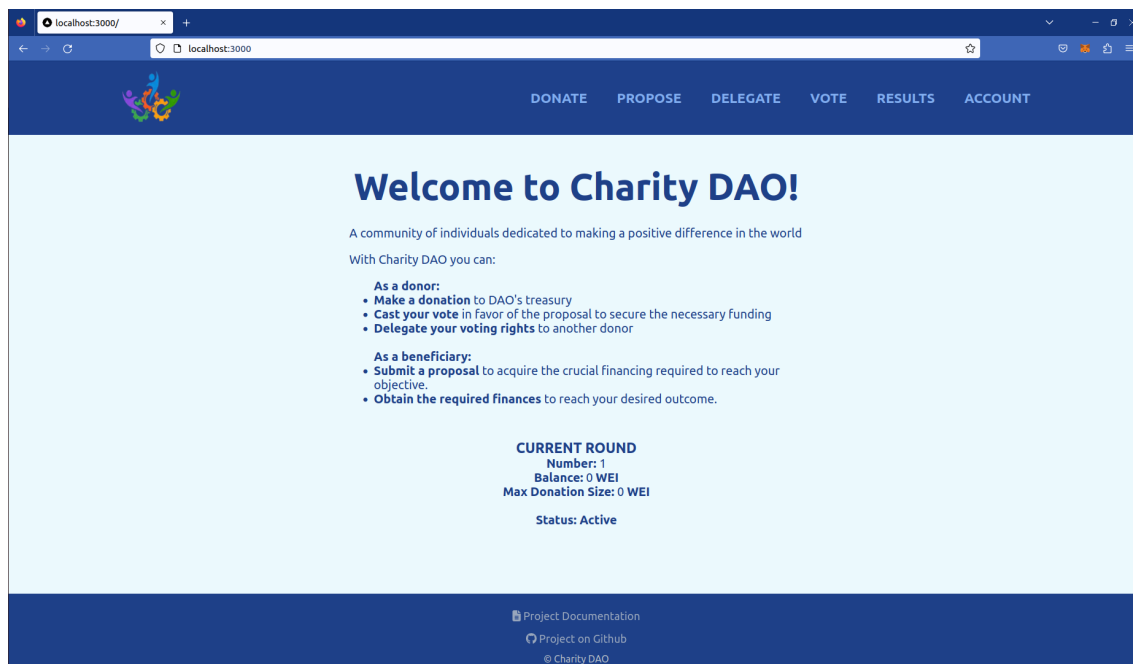 localhost:3000/
localhost:3000
DONATE PROPOSE DELEGATE VOTE RESULTS ACCOUNT
Welcome to Charity DAO!
A community of individuals dedicated to making a positive difference in the world
With Charity DAO you can:
As a donor:
• Make a donation to DAO's treasury
• Cast your vote in favor of the proposal to secure the necessary funding
• Delegate your voting rights to another donor
As a beneficiary:
• Submit a proposal to acquire the crucial financing required to reach your
objective.
• Obtain the required finances to reach your desired outcome.
CURRENT ROUND
Number: 1
Balance: 0 WEI
Max Donation Size: 0 WEI
Status: Active
Project Documentation
Project on Github
© Charity DAO